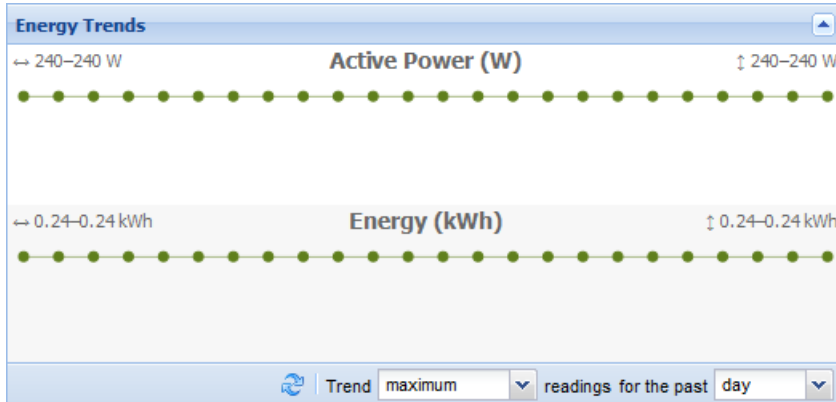 Energy Trends
↔ 240–240 W Active Power (W) ↕ 240–240 W
↔ 0.24–0.24 kWh Energy (kWh) ↕ 0.24–0.24 kWh
Trend maximum readings for the past day